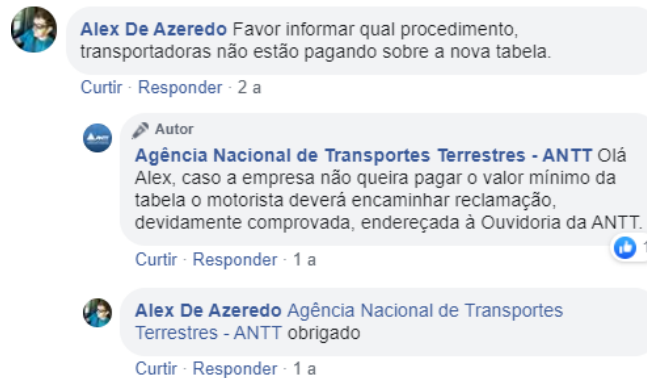 Alex De Azeredo Favor informar qual procedimento,
transportadoras não estão pagando sobre a nova tabela.
Curtir · Responder · 2 a
Autor
Agência Nacional de Transportes Terrestres - ANTT Olá
Alex, caso a empresa não queira pagar o valor mínimo da
tabela o motorista deverá encaminhar reclamação,
devidamente comprovada, endereçada à Ouvidoria da ANTT.
1
Curtir · Responder · 1 a
Alex De Azeredo Agência Nacional de Transportes
Terrestres - ANTT obrigado
Curtir · Responder · 1 a